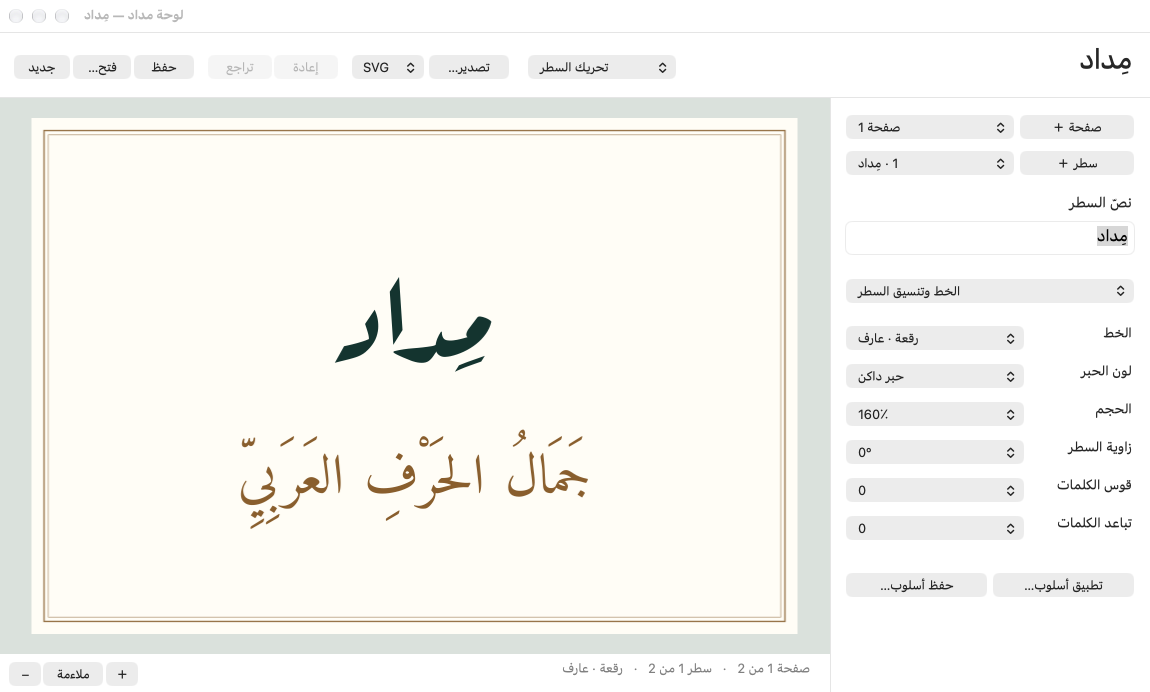 لوحة مداد — مِداد
مِداد
جديد
فتح...
حفظ
تراجع
إعادة
SVG
تصدير...
تحريك السطر
صفحة +
صفحة 1
سطر +
1 · مِداد
نصّ السطر
مِداد
الخط وتنسيق السطر
الخط
رقعة · عارف
لون الحبر
حبر داكن
الحجم
160٪
زاوية السطر
0°
قوس الكلمات
0
تباعد الكلمات
0
تطبيق أسلوب...
حفظ أسلوب...
مِداد
جَمَالُ الحَرْفِ العَرَبِيِّ
صفحة 1 من 2 · سطر 1 من 2 · رقعة · عارف
–
ملاءمة
+